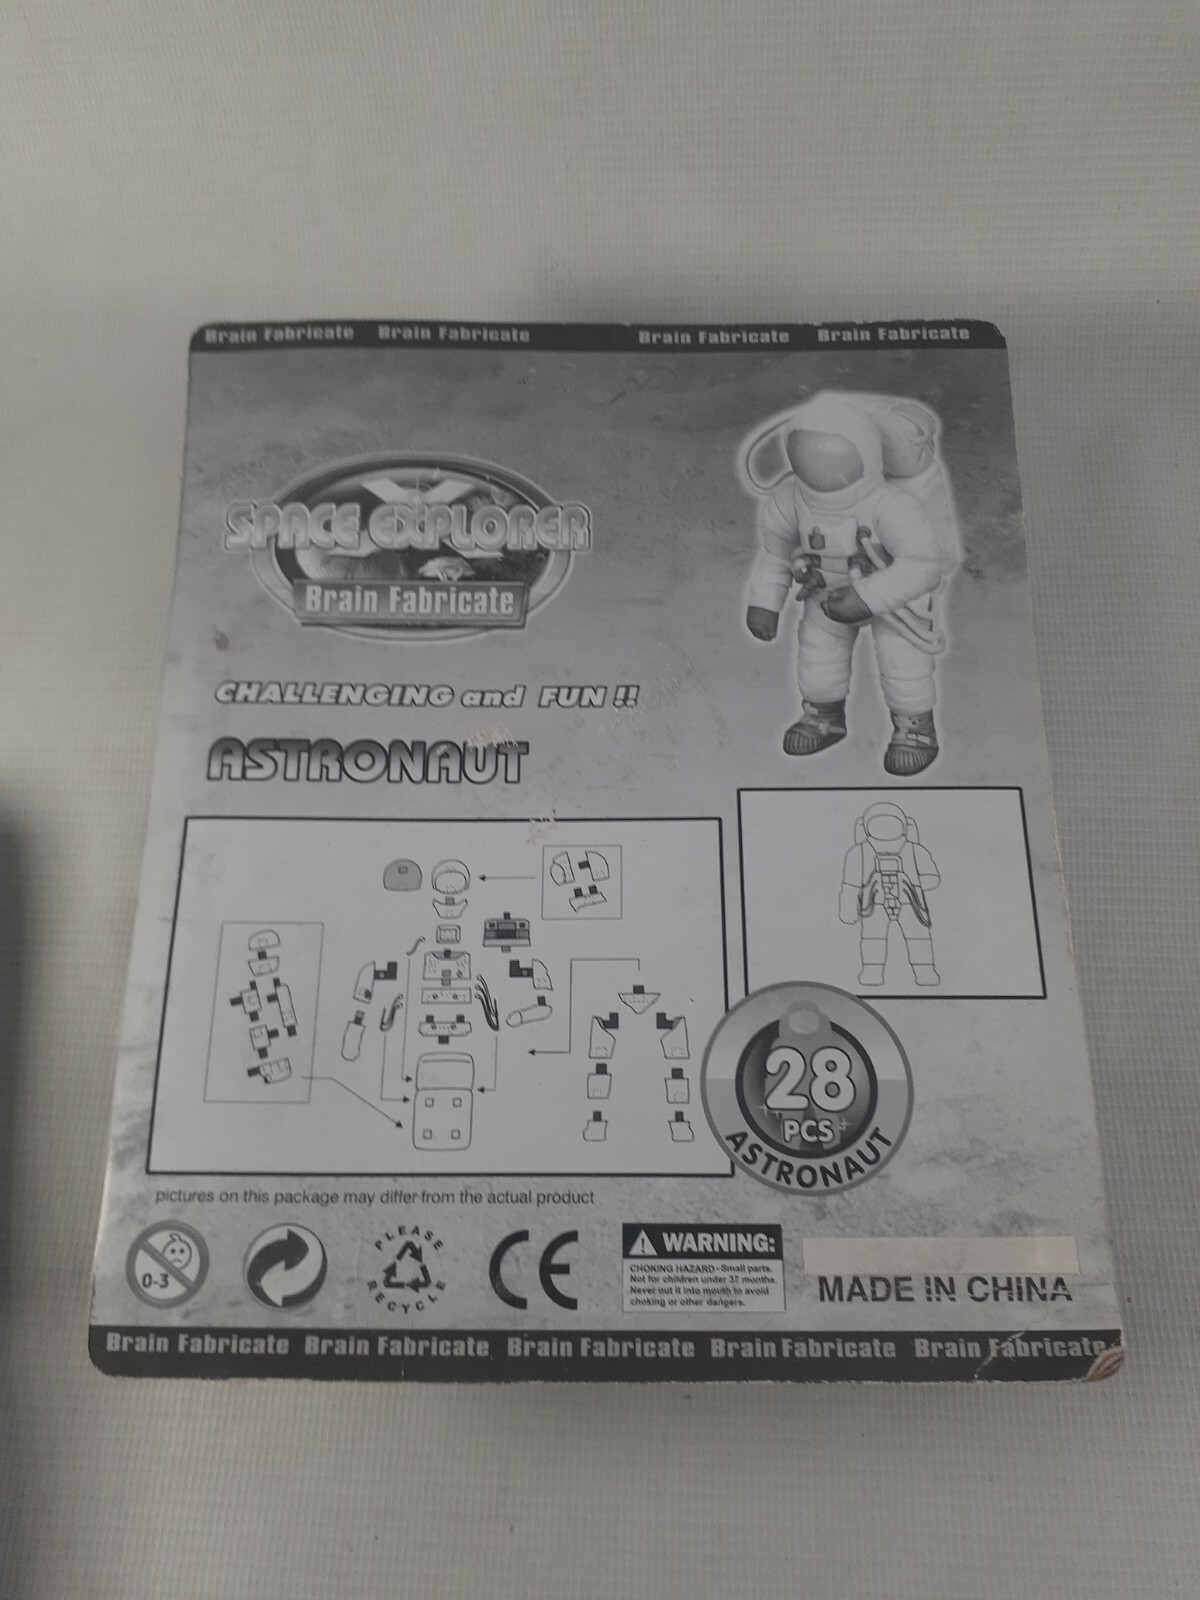 Brain Fabricate Brain Fabricate Brain Fabricate Brain Fabricate
SPACE EXPLORER
Brain Fabricate
CHALLENGING and FUN !!
ASTRONAUT
28
PCS
ASTRONAUT
pictures on this package may differ from the actual product
0-3
PLEASE
RECYCLE
CE
WARNING:
CHOKING HAZARD-Small parts.
Not for children under 37 months.
Never out it into mouth to avoid
choking or other dangers.
MADE IN CHINA
Brain Fabricate Brain Fabricate Brain Fabricate Brain Fabricate Brain Fabricate